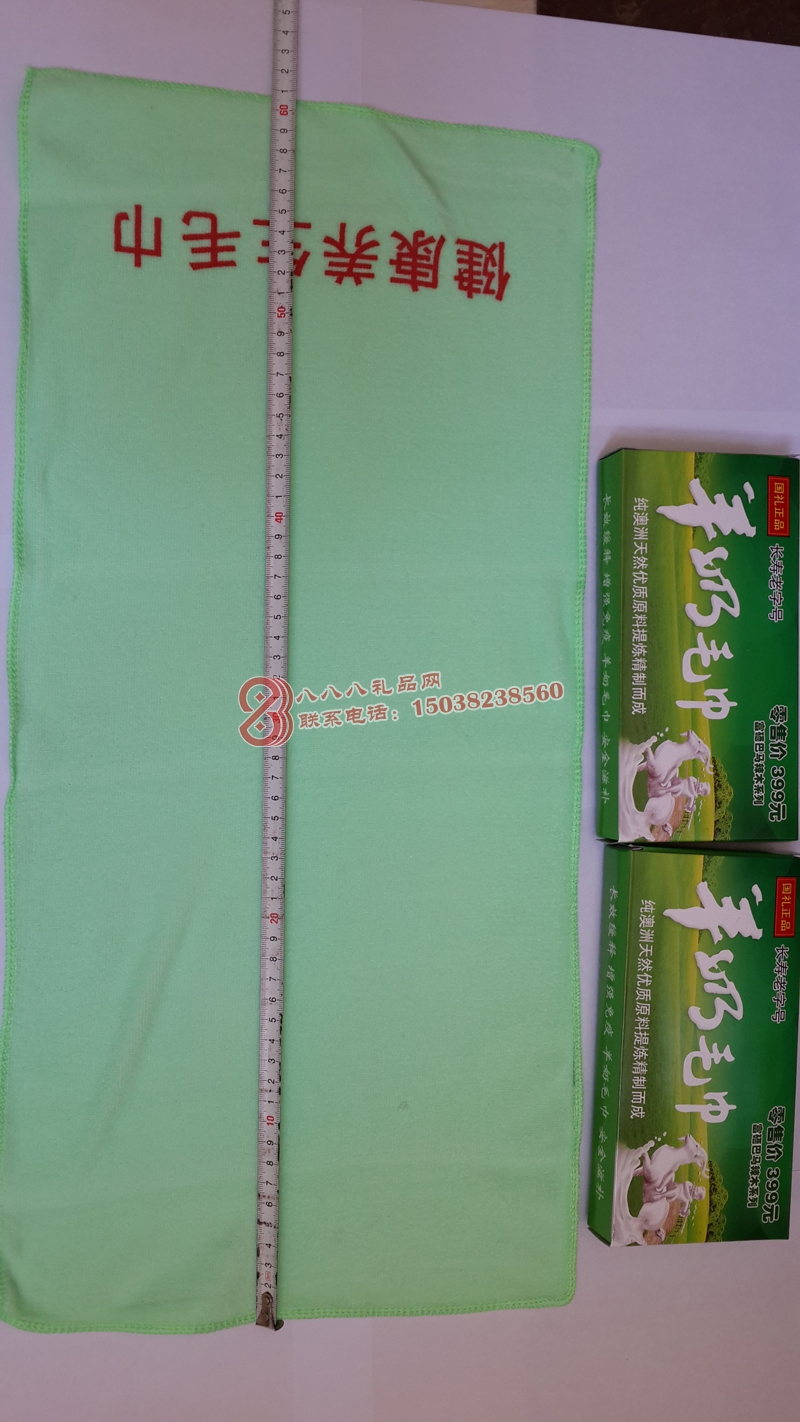 健康养生毛巾
八八八礼品网
联系电话：15038238560
国礼正品
长寿老字号
羊奶毛巾
纯澳洲天然优质原料提炼精制而成
零售价 399元
国礼正品
长寿老字号
羊奶毛巾
纯澳洲天然优质原料提炼精制而成
零售价 399元